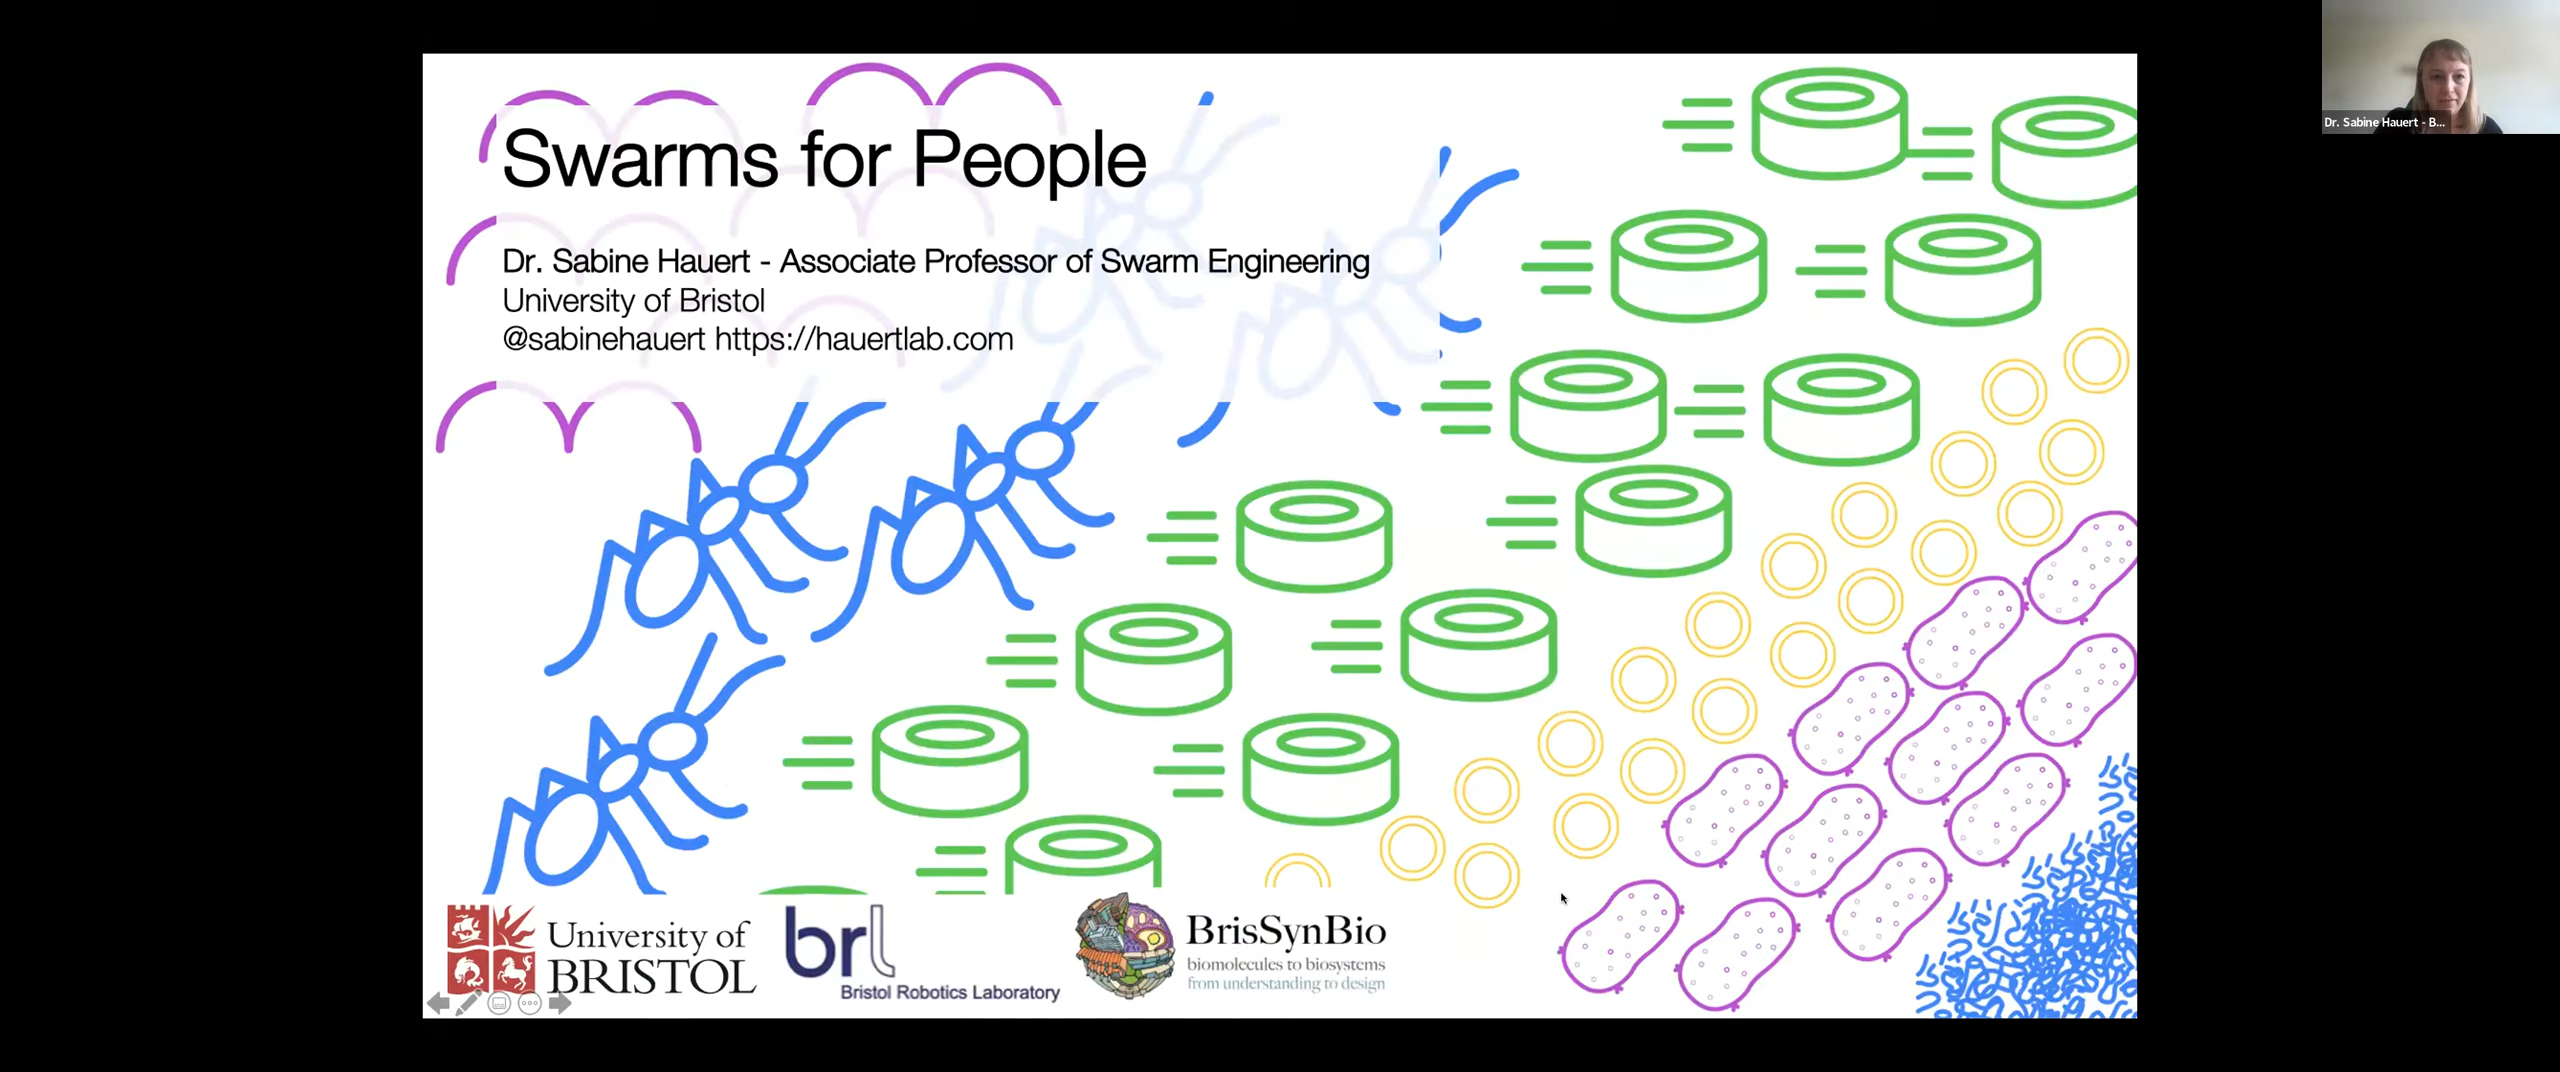 Swarms for People
Dr. Sabine Hauert - Associate Professor of Swarm Engineering
University of Bristol
@sabinehauert https://hauertlab.com
University of
BRISTOL
brl
Bristol Robotics Laboratory
BrisSynBio
biomolecules to biosystems
from understanding to design
Dr. Sabine Hauert - B...